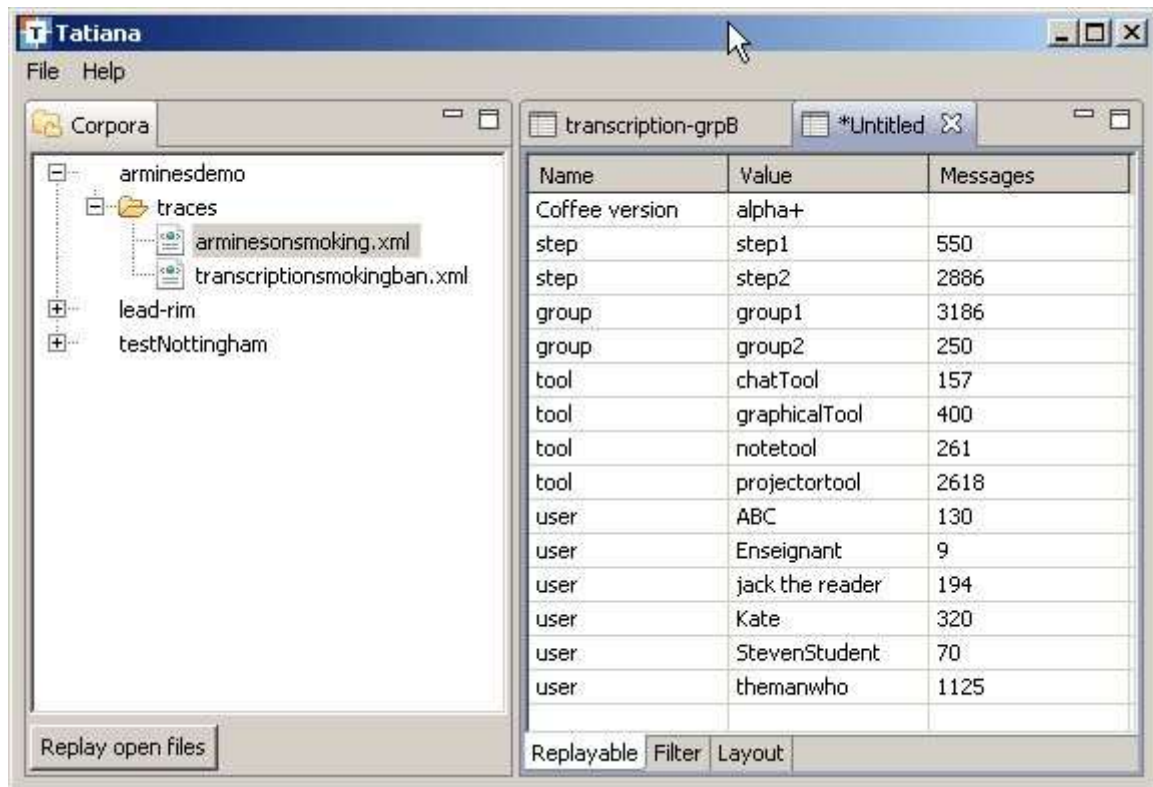 Tatiana
File Help
Corpora
arminesdemo
traces
arminesonsmoking.xml
transcriptionsmokingban.xml
lead-rim
testNottingham
Replay open files
transcription-grpB *Untitled
Name Value Messages
Coffee version alpha+
step step1 550
step step2 2886
group group1 3186
group group2 250
tool chatTool 157
tool graphicalTool 400
tool notetool 261
tool projectortool 2618
user ABC 130
user Enseignant 9
user jack the reader 194
user Kate 320
user StevenStudent 70
user themanwho 1125
Replayable Filter Layout